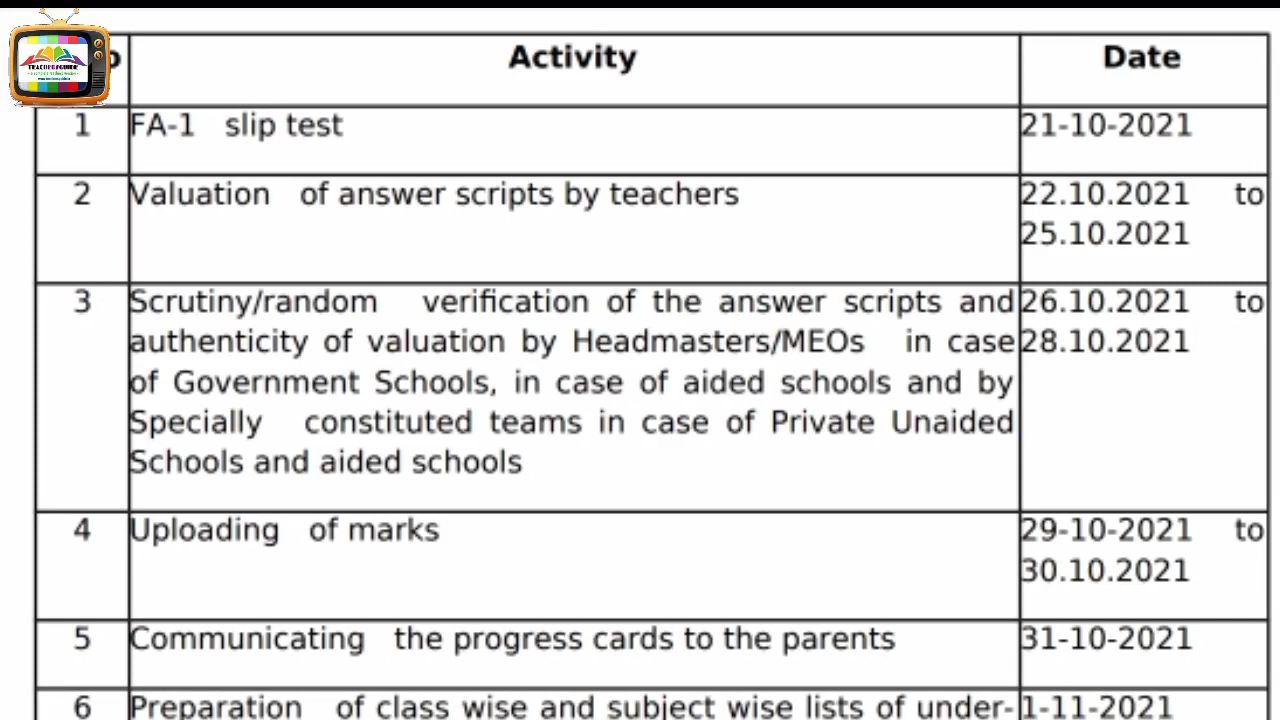 TEACHERSGUIDE
o Activity Date
1 FA-1 slip test 21-10-2021
2 Valuation of answer scripts by teachers 22.10.2021 to
25.10.2021
3 Scrutiny/random verification of the answer scripts and 26.10.2021 to
authenticity of valuation by Headmasters/MEOs in case 28.10.2021
of Government Schools, in case of aided schools and by
Specially constituted teams in case of Private Unaided
Schools and aided schools
4 Uploading of marks 29-10-2021 to
30.10.2021
5 Communicating the progress cards to the parents 31-10-2021
6 Preparation of class wise and subject wise lists of under- 1-11-2021